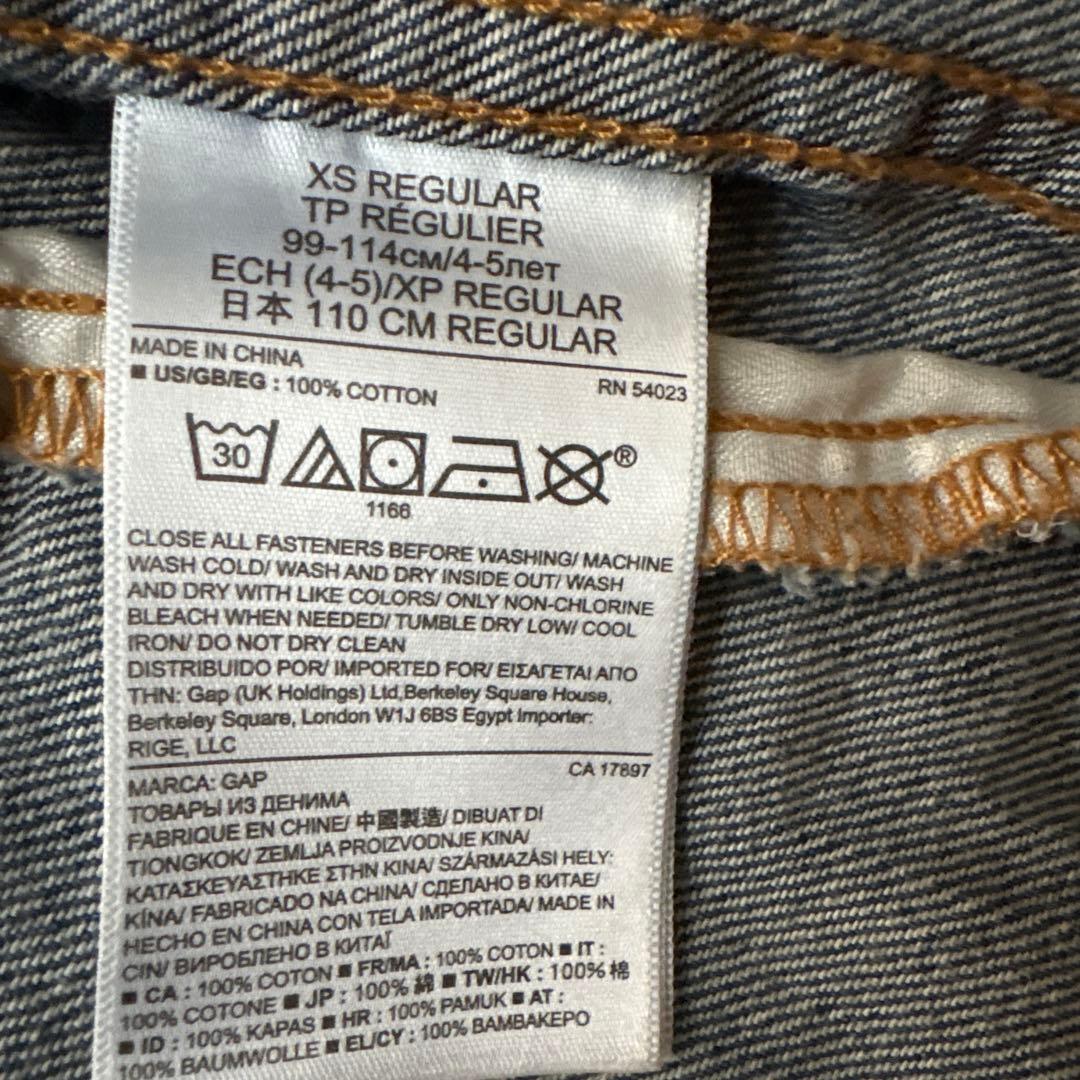 XS REGULAR
TP RÉGULIER
99-114см/4-5лет
ECH (4-5)/XP REGULAR
日本 110 CM REGULAR
MADE IN CHINA
RN 54023
■ US/GB/EG : 100% COTTON
30
®
1166
CLOSE ALL FASTENERS BEFORE WASHING/ MACHINE
WASH COLD/ WASH AND DRY INSIDE OUT/ WASH
AND DRY WITH LIKE COLORS/ ONLY NON-CHLORINE
BLEACH WHEN NEEDED/ TUMBLE DRY LOW/ COOL
IRON/ DO NOT DRY CLEAN
DISTRIBUIDO POR/ IMPORTED FOR/ ΕΙΣΑΓΕΤΑΙ ΑΠΟ
ΤΗΝ: Gap (UK Holdings) Ltd,Berkeley Square House,
Berkeley Square, London W1J 6BS Egypt Importer:
RIGE, LLC
CA 17897
MARCA: GAP
ТОВАРЫ ИЗ ДЕНИМА
FABRIQUE EN CHINE/ 中國製造/ DIBUAT DI
TIONGKOK/ ZEMLJA PROIZVODNJE KINA/
ΚΑΤΑΣΚΕΥΑΣΤΗΚΕ ΣΤΗΝ ΚΙΝΑ/ SZÁRMAZÁSI HELY:
KÍNA/ FABRICADO NA CHINA/ СДЕЛАНО В КИТАЕ/
HECHO EN CHINA CON TELA IMPORTADA/ MADE IN
CIN/ ВИРОБЛЕНО В КИТАЇ
■ CA : 100% COTON ■ FR/MA : 100% COTON ■ IT :
100% COTONE ■ JP : 100% 綿 ■ TW/HK : 100% 棉
■ ID : 100% KAPAS ■ HR : 100% PAMUK ■ AT :
100% BAUMWOLLE ■ EL/CY : 100% ΒΑΜΒΑΚΕΡΟ